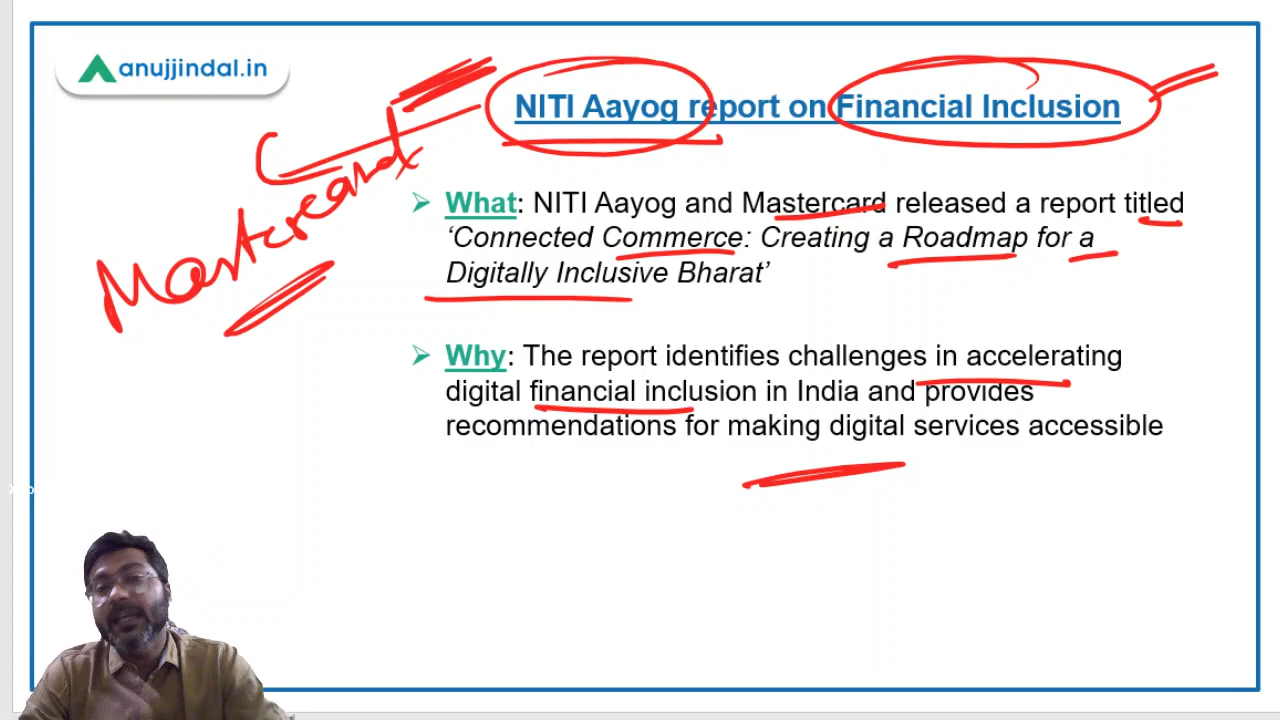 anujjindal.in
NITI Aayog report on Financial Inclusion
Mastercard
➢ What: NITI Aayog and Mastercard released a report titled
‘Connected Commerce: Creating a Roadmap for a
Digitally Inclusive Bharat’
➢ Why: The report identifies challenges in accelerating
digital financial inclusion in India and provides
recommendations for making digital services accessible